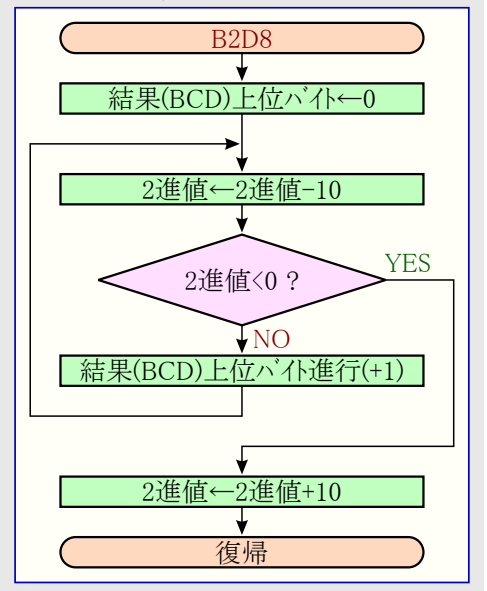 B2D8
結果(BCD)上位バイト←0
2進値←2進値-10
2進値<0 ?
YES
NO
結果(BCD)上位バイト進行(+1)
2進値←2進値+10
復帰